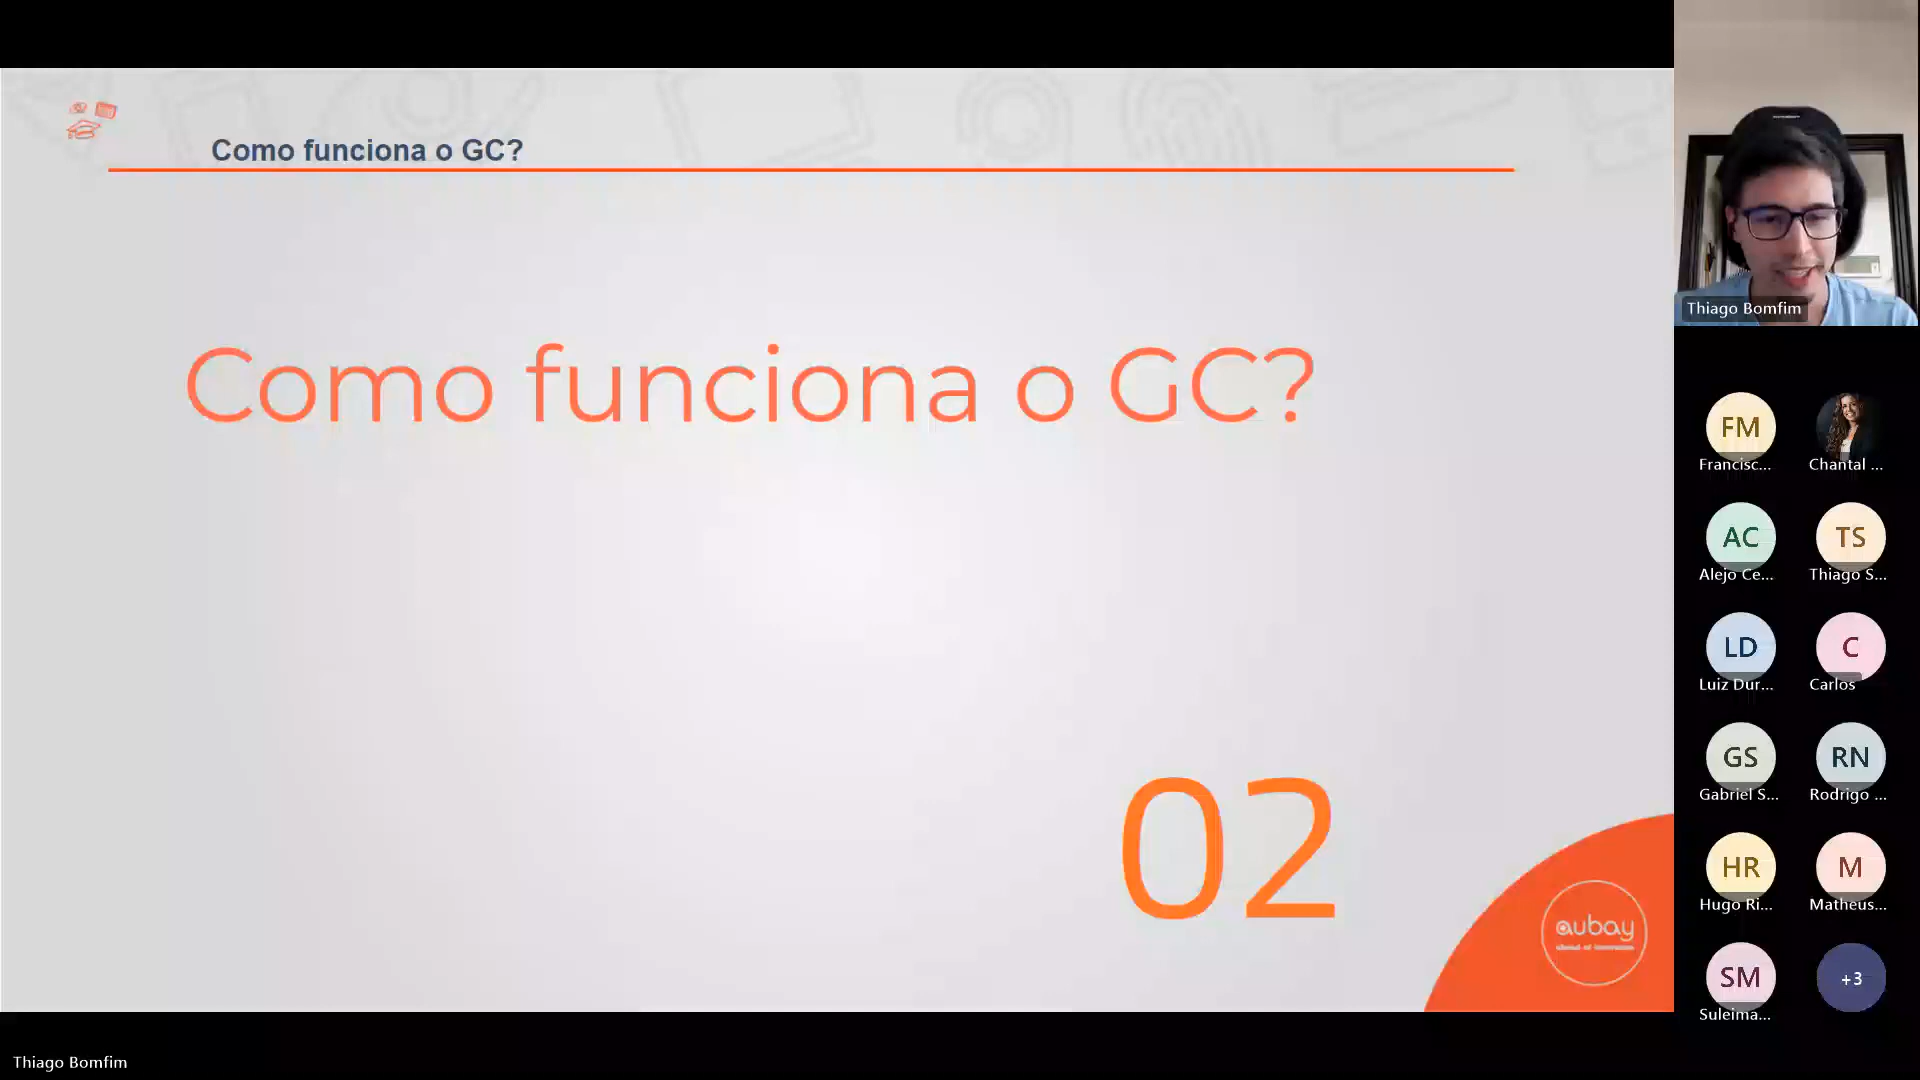 Como funciona o GC?
Como funciona o GC?
02
aubay
Thiago Bomfim
FM
Francisc...
Chantal ...
AC
Alejo Ce...
TS
Thiago S...
LD
Luiz Dur...
C
Carlos
GS
Gabriel S...
RN
Rodrigo ...
HR
Hugo Ri...
M
Matheus...
SM
Suleima...
+3
Thiago Bomfim